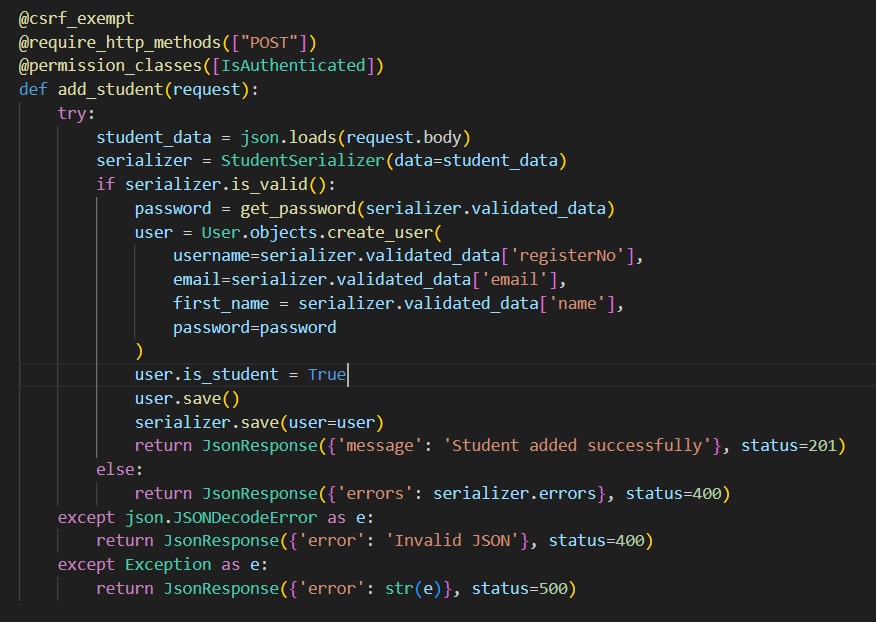 @csrf_exempt
@require_http_methods(["POST"])
@permission_classes([IsAuthenticated])
def add_student(request):
    try:
        student_data = json.loads(request.body)
        serializer = StudentSerializer(data=student_data)
        if serializer.is_valid():
            password = get_password(serializer.validated_data)
            user = User.objects.create_user(
                username=serializer.validated_data['registerNo'],
                email=serializer.validated_data['email'],
                first_name = serializer.validated_data['name'],
                password=password
            )
            user.is_student = True
            user.save()
            serializer.save(user=user)
            return JsonResponse({'message': 'Student added successfully'}, status=201)
        else:
            return JsonResponse({'errors': serializer.errors}, status=400)
    except json.JSONDecodeError as e:
        return JsonResponse({'error': 'Invalid JSON'}, status=400)
    except Exception as e:
        return JsonResponse({'error': str(e)}, status=500)